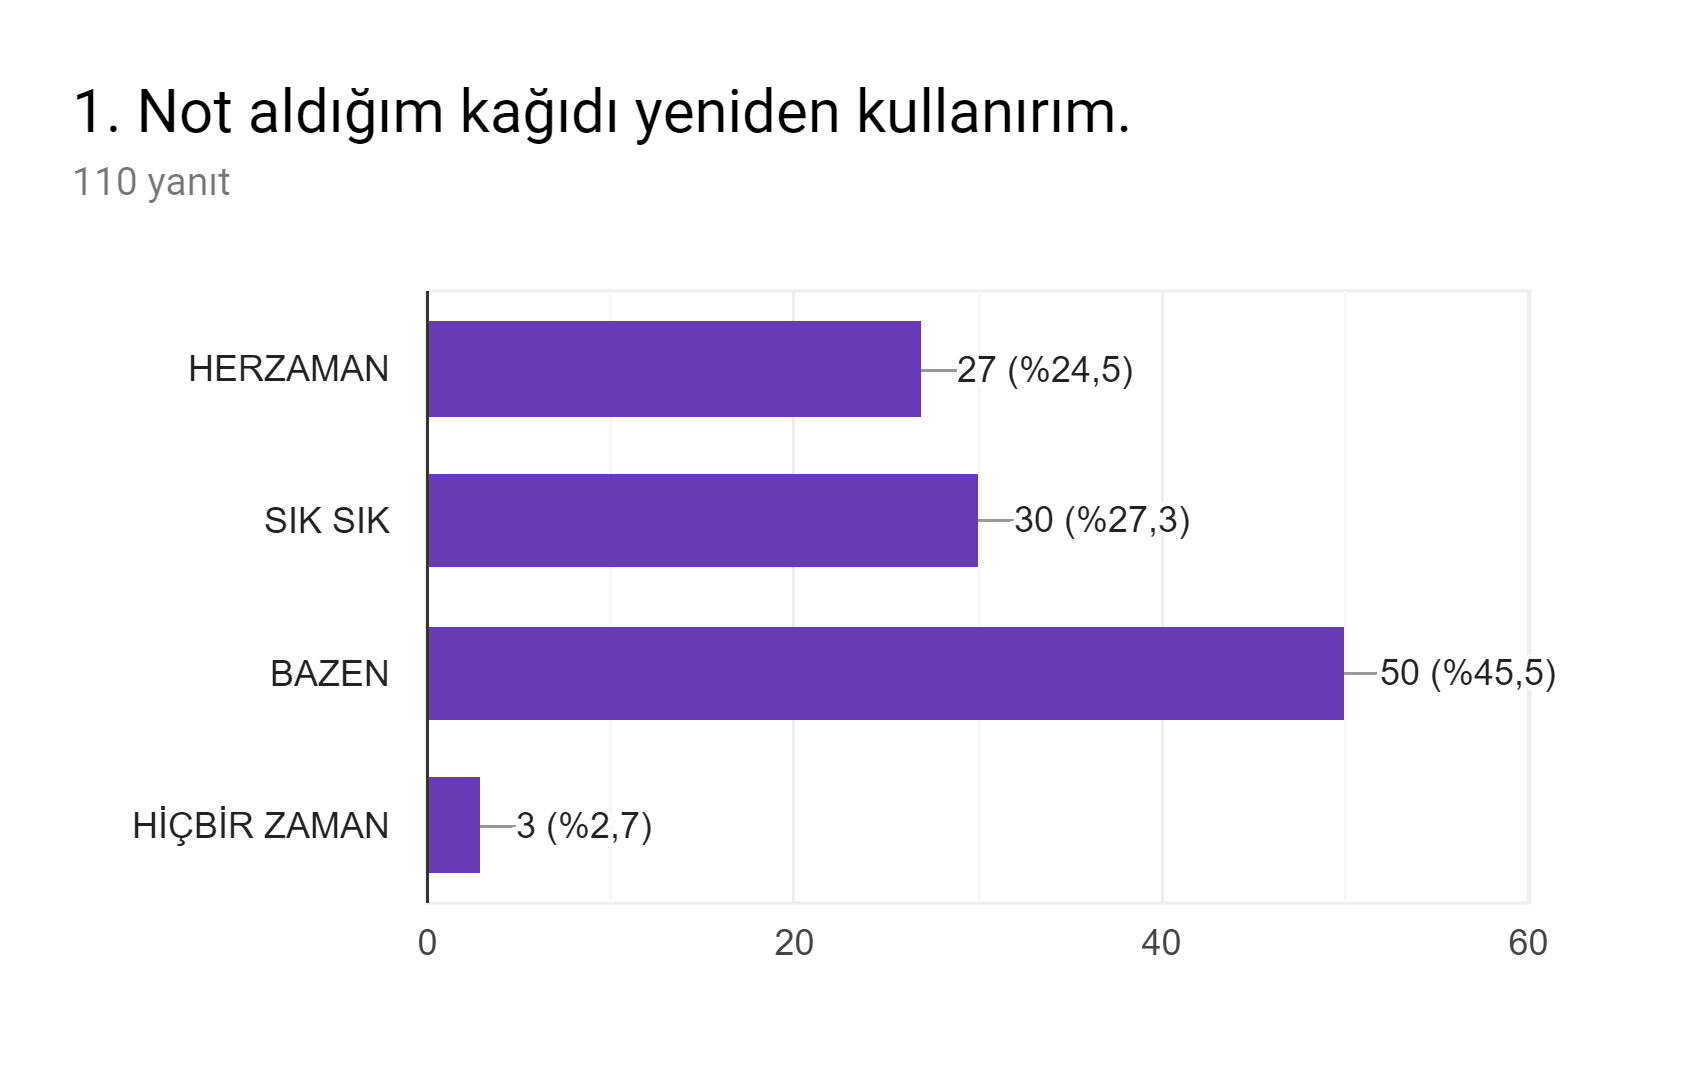 1. Not aldığım kağıdı yeniden kullanırım.
110 yanıt
HERZAMAN 27 (%24,5)
SIK SIK 30 (%27,3)
BAZEN 50 (%45,5)
HİÇBİR ZAMAN 3 (%2,7)
0 20 40 60